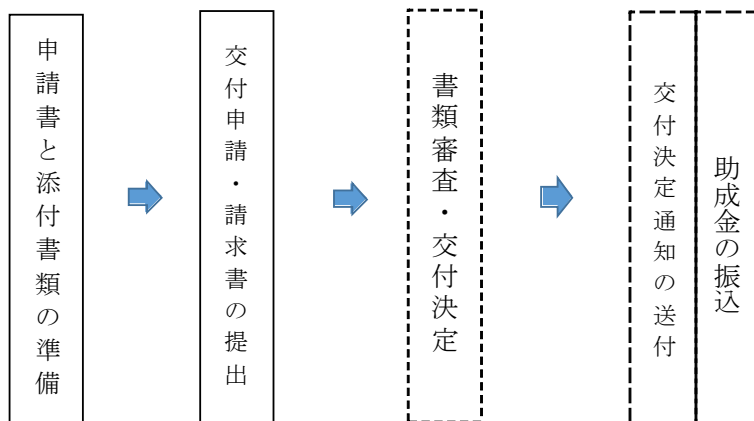 申請書と添付書類の準備
交付申請・請求書の提出
書類審査・交付決定
交付決定通知の送付
助成金の振込